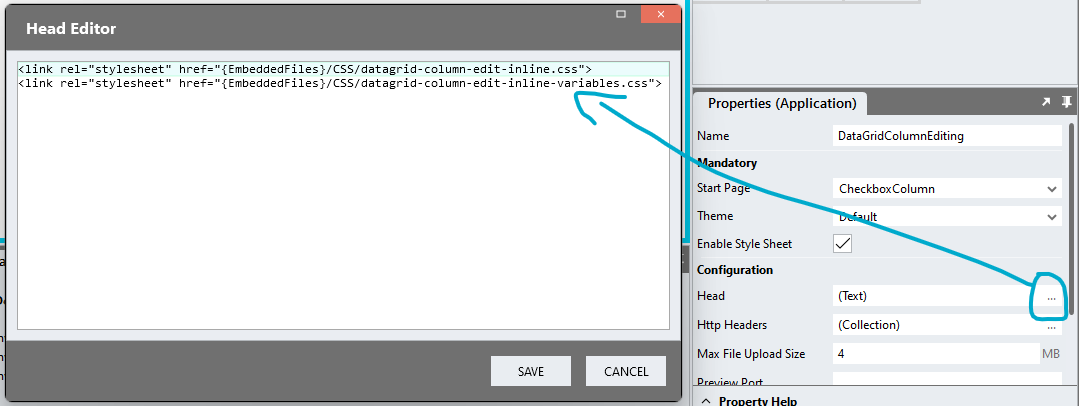 Head Editor
<link rel="stylesheet" href="{EmbeddedFiles}/CSS/datagrid-column-edit-inline.css">
<link rel="stylesheet" href="{EmbeddedFiles}/CSS/datagrid-column-edit-inline-variables.css">
SAVE
CANCEL
Properties (Application)
Name DataGridColumnEditing
Mandatory
Start Page CheckboxColumn
Theme Default
Enable Style Sheet
Configuration
Head (Text) ...
Http Headers (Collection) ...
Max File Upload Size 4 MB
Preview Port
Property Help